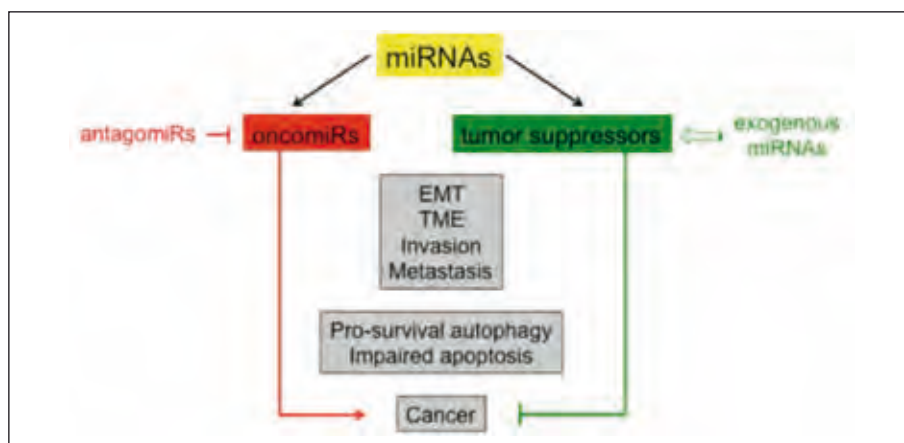 miRNAs
antagomiRs
oncomiRs
tumor suppressors
exogenous
miRNAs
EMT
TME
Invasion
Metastasis
Pro-survival autophagy
Impaired apoptosis
Cancer